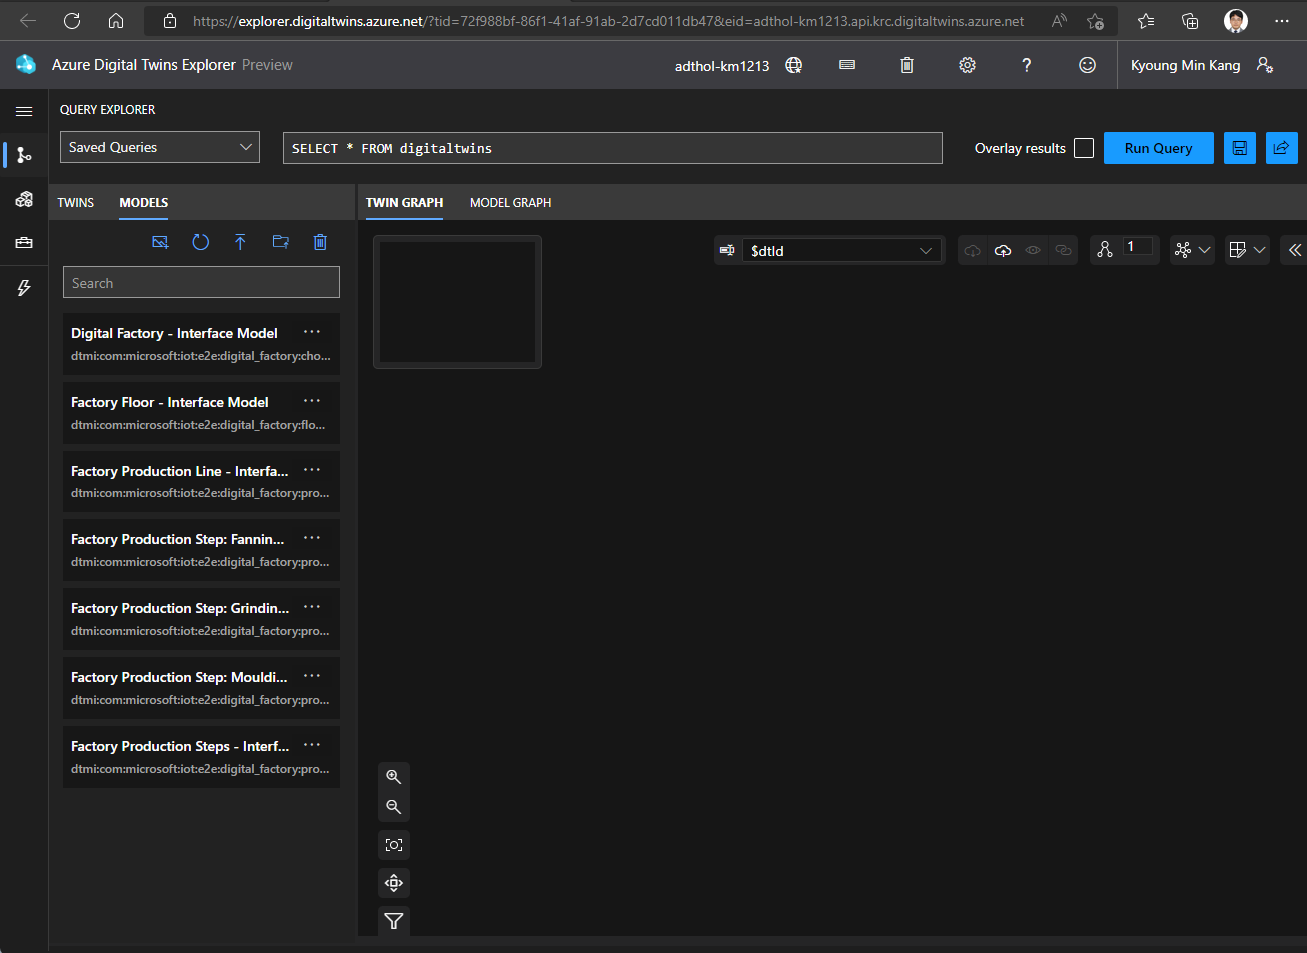 https://explorer.digitaltwins.azure.net/?tid=72f988bf-86f1-41af-91ab-2d7cd011db47&eid=adthol-km1213.api.krc.digitaltwins.azure.net
Azure Digital Twins Explorer Preview
adthol-km1213
Kyoung Min Kang
QUERY EXPLORER
Saved Queries
SELECT * FROM digitaltwins
Overlay results
Run Query
TWINS
MODELS
TWIN GRAPH
MODEL GRAPH
$dtId
1
Search
Digital Factory - Interface Model
dtmi:com:microsoft:iot:e2e:digital_factory:cho...
Factory Floor - Interface Model
dtmi:com:microsoft:iot:e2e:digital_factory:flo...
Factory Production Line - Interfa...
dtmi:com:microsoft:iot:e2e:digital_factory:pro...
Factory Production Step: Fannin...
dtmi:com:microsoft:iot:e2e:digital_factory:pro...
Factory Production Step: Grindin...
dtmi:com:microsoft:iot:e2e:digital_factory:pro...
Factory Production Step: Mouldi...
dtmi:com:microsoft:iot:e2e:digital_factory:pro...
Factory Production Steps - Interf...
dtmi:com:microsoft:iot:e2e:digital_factory:pro...